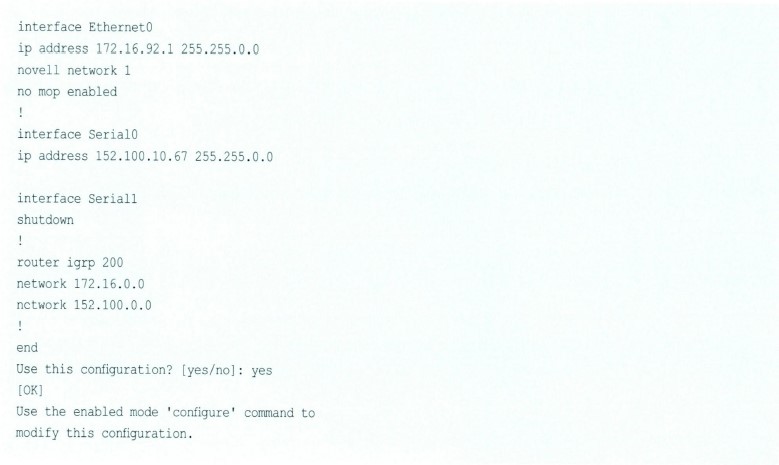 interface Ethernet0
ip address 172.16.92.1 255.255.0.0
novell network 1
no mop enabled
!
interface Serial0
ip address 152.100.10.67 255.255.0.0
interface Serial1
shutdown
!
router igrp 200
network 172.16.0.0
nctwork 152.100.0.0
!
end
Use this configuration? [yes/no]: yes
[OK]
Use the enabled mode 'configure' command to
modify this configuration.